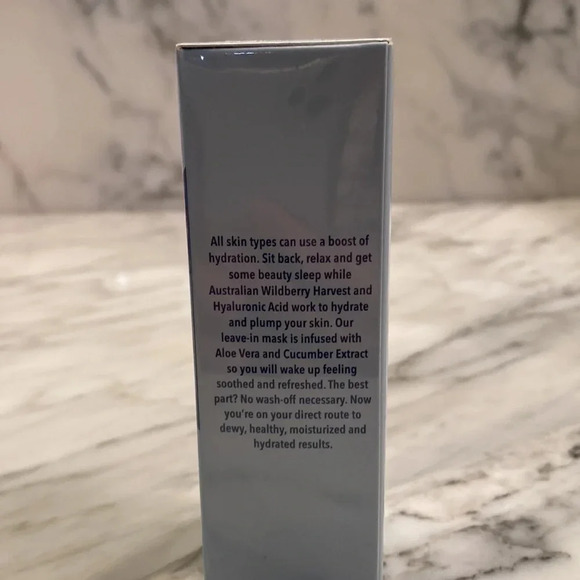 All skin types can use a boost of
hydration. Sit back, relax and get
some beauty sleep while
Australian Wildberry Harvest and
Hyaluronic Acid work to hydrate
and plump your skin. Our
leave-in mask is infused with
Aloe Vera and Cucumber Extract
so you will wake up feeling
soothed and refreshed. The best
part? No wash-off necessary. Now
you're on your direct route to
dewy, healthy, moisturized and
hydrated results.